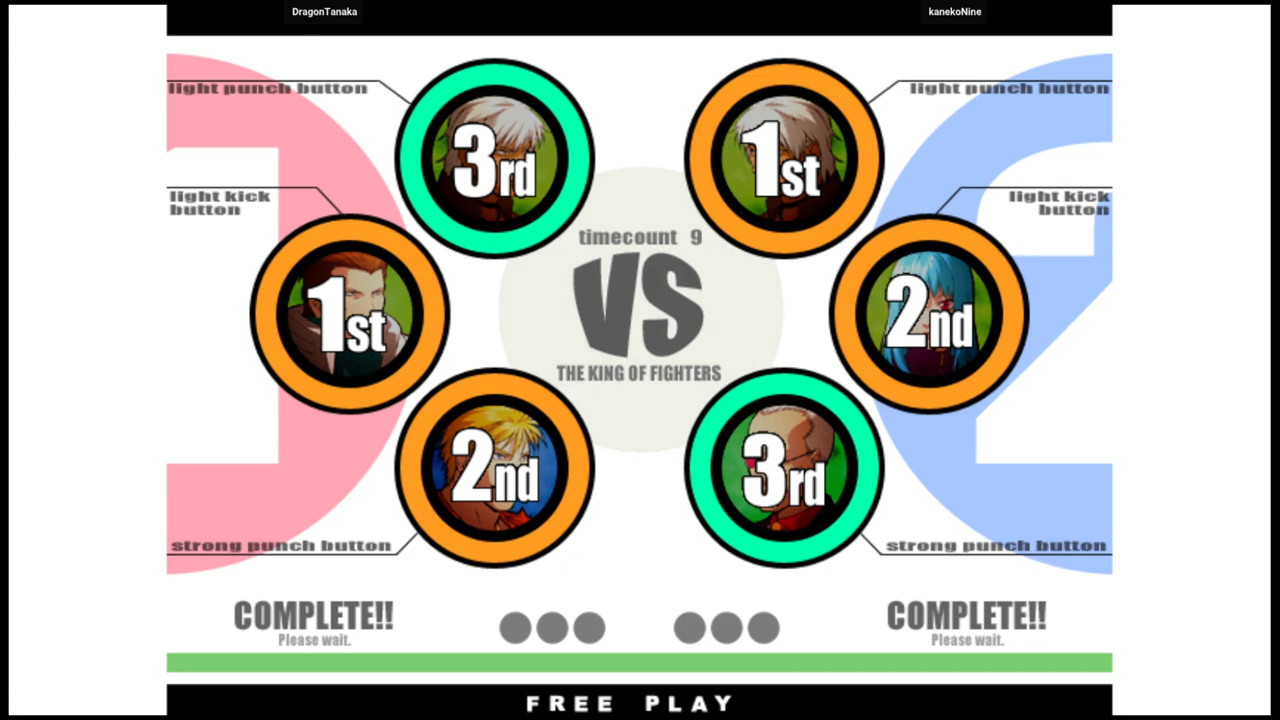 DragonTanaka
kanekoNine
light punch button
light punch button
3rd
1st
light kick
button
light kick
button
timecount 9
VS
1st
2nd
THE KING OF FIGHTERS
2nd
3rd
strong punch button
strong punch button
COMPLETE!!
Please wait.
COMPLETE!!
Please wait.
FREE PLAY
1
2